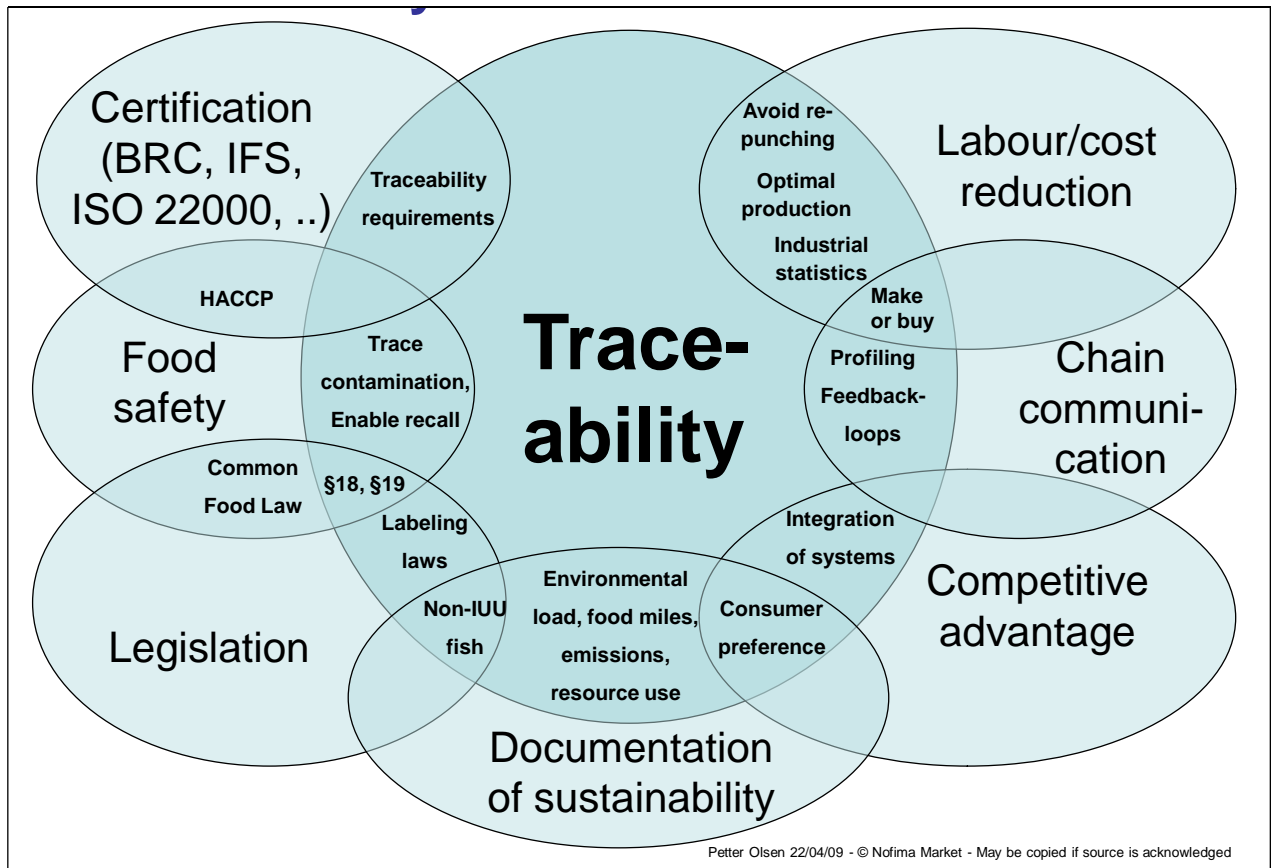 Certification
(BRC, IFS,
ISO 22000, ..)
Traceability
requirements
Avoid re-
punching
Optimal
production
Industrial
statistics
Labour/cost
reduction
HACCP
Food
safety
Trace
contamination,
Enable recall
Trace-
ability
Make
or buy
Profiling
Feedback-
loops
Chain
communi-
cation
Common
Food Law
§18, §19
Labeling
laws
Non-IUU
fish
Legislation
Environmental
load, food miles,
emissions,
resource use
Integration
of systems
Consumer
preference
Competitive
advantage
Documentation
of sustainability
Petter Olsen 22/04/09 - © Nofima Market - May be copied if source is acknowledged